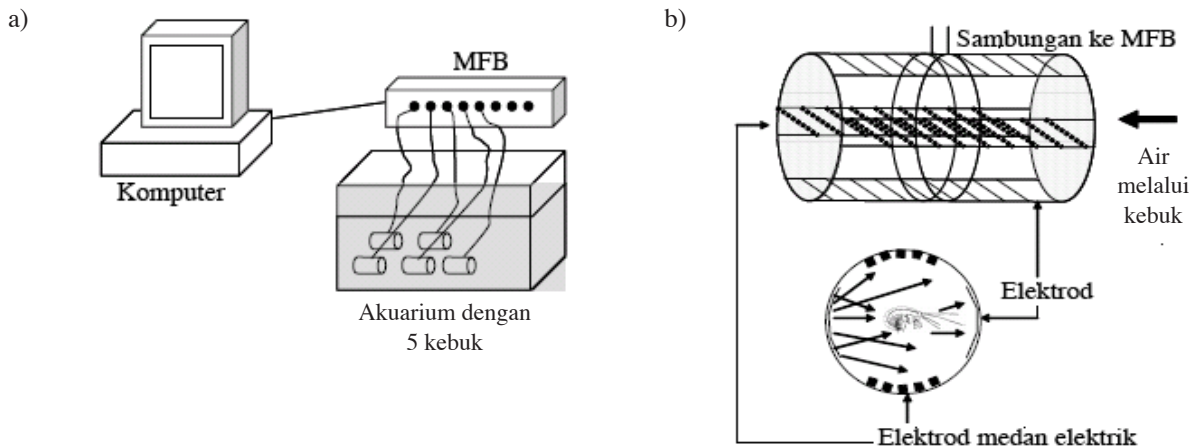 a)
MFB
Komputer
Akuarium dengan
5 kebuk
b)
Sambungan ke MFB
Air
melalui
kebuk
Elektrod
Elektrod medan elektrik